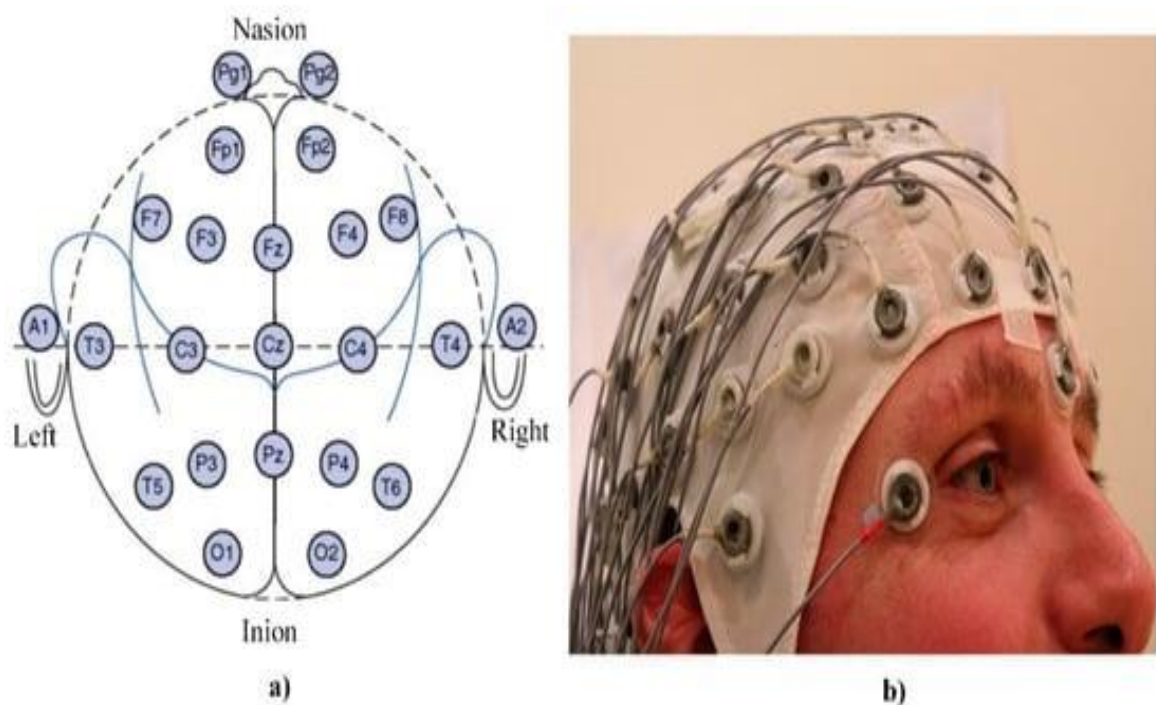 Nasion
Pg1 Pg2
Fp1 Fp2
F7 F3 Fz F4 F8
A1 T3 C3 Cz C4 T4 A2
Left Right
T5 P3 Pz P4 T6
O1 O2
Inion
a) b)